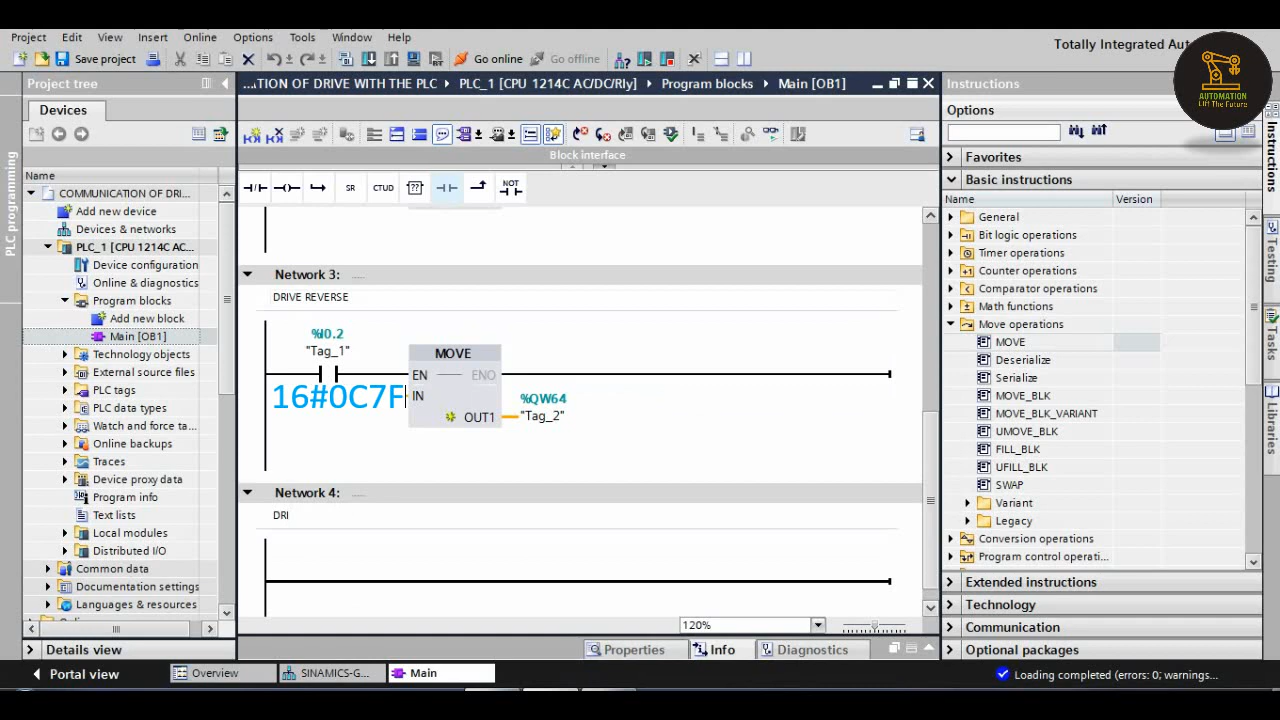 Project Edit View Insert Online Options Tools Window Help
Totally Integrated Aut
Save project Go online Go offline
AUTOMATION
Lift The Future
Project tree
...TION OF DRIVE WITH THE PLC PLC_1 [CPU 1214C AC/DC/Rly] Program blocks Main [OB1]
Instructions
Devices
Options
Block interface
PLC programming
Name
COMMUNICATION OF DRI...
Add new device
Devices & networks
PLC_1 [CPU 1214C AC...
Device configuration
Online & diagnostics
Program blocks
Add new block
Main [OB1]
Technology objects
External source files
PLC tags
PLC data types
Watch and force ta...
Online backups
Traces
Device proxy data
Program info
Text lists
Local modules
Distributed I/O
Common data
Documentation settings
Languages & resources
Details view
SR CTUD ?? NOT
Network 3:
DRIVE REVERSE
%I0.2
"Tag_1"
MOVE
EN ENO
16#0C7F IN
%QW64
OUT1 "Tag_2"
Network 4:
DRI
120%
Properties Info Diagnostics
Favorites
Basic instructions
Name Version
General
Bit logic operations
Timer operations
Counter operations
Comparator operations
Math functions
Move operations
MOVE
Deserialize
Serialize
MOVE_BLK
MOVE_BLK_VARIANT
UMOVE_BLK
FILL_BLK
UFILL_BLK
SWAP
Variant
Legacy
Conversion operations
Program control operati...
Extended instructions
Technology
Communication
Optional packages
Instructions
Testing
Tasks
Libraries
Portal view Overview SINAMICS-G... Main
Loading completed (errors: 0; warnings...